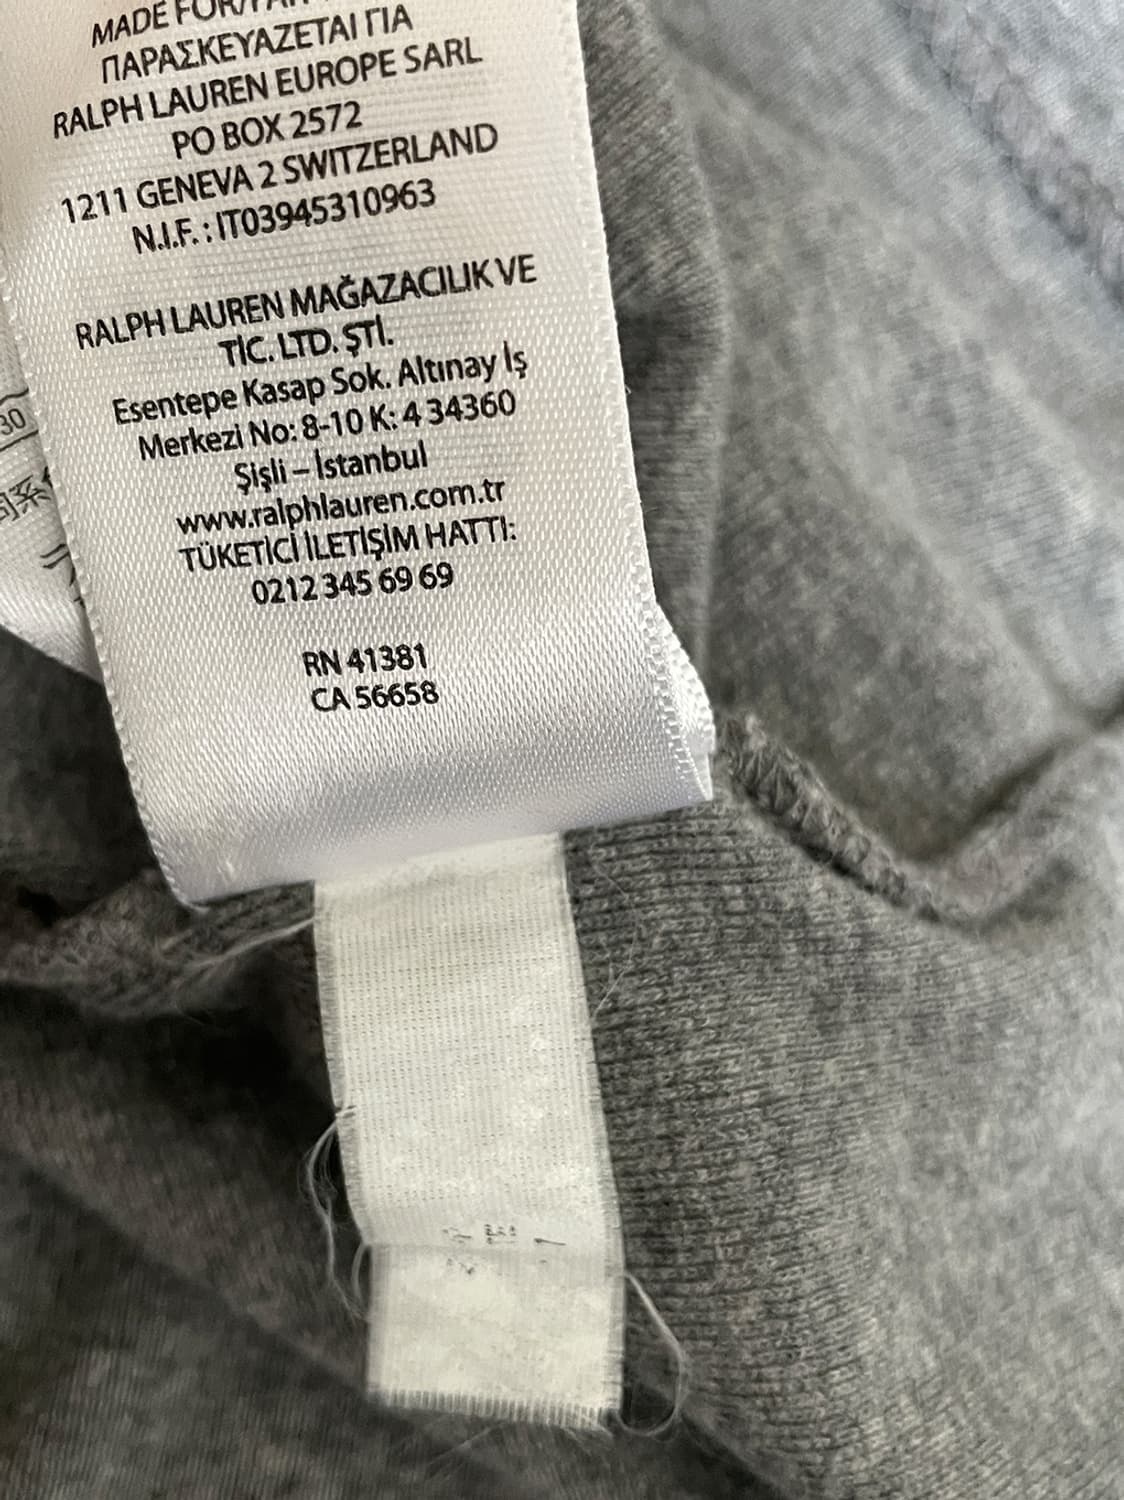 MADE FOR/
ΠΑΡΑΣΚΕΥΑΖΕΤΑΙ ΓΙΑ
RALPH LAUREN EUROPE SARL
PO BOX 2572
1211 GENEVA 2 SWITZERLAND
N.I.F. : IT03945310963
RALPH LAUREN MAĞAZACILIK VE
TİC. LTD. ŞTİ.
Esentepe Kasap Sok. Altınay İş
Merkezi No: 8-10 K: 4 34360
Şişli – İstanbul
www.ralphlauren.com.tr
TÜKETİCİ İLETİŞİM HATTI:
0212 345 69 69
RN 41381
CA 56658
30